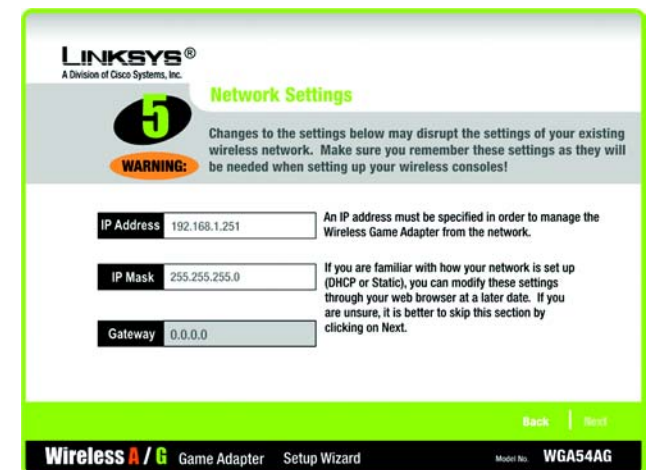 LINKSYS®
A Division of Cisco Systems, Inc.
5
Network Settings
WARNING:
Changes to the settings below may disrupt the settings of your existing
wireless network. Make sure you remember these settings as they will
be needed when setting up your wireless consoles!
IP Address 192.168.1.251
An IP address must be specified in order to manage the
Wireless Game Adapter from the network.
IP Mask 255.255.255.0
If you are familiar with how your network is set up
(DHCP or Static), you can modify these settings
through your web browser at a later date. If you
are unsure, it is better to skip this section by
clicking on Next.
Gateway 0.0.0.0
Back | Next
Wireless A / G Game Adapter Setup Wizard Model No. WGA54AG